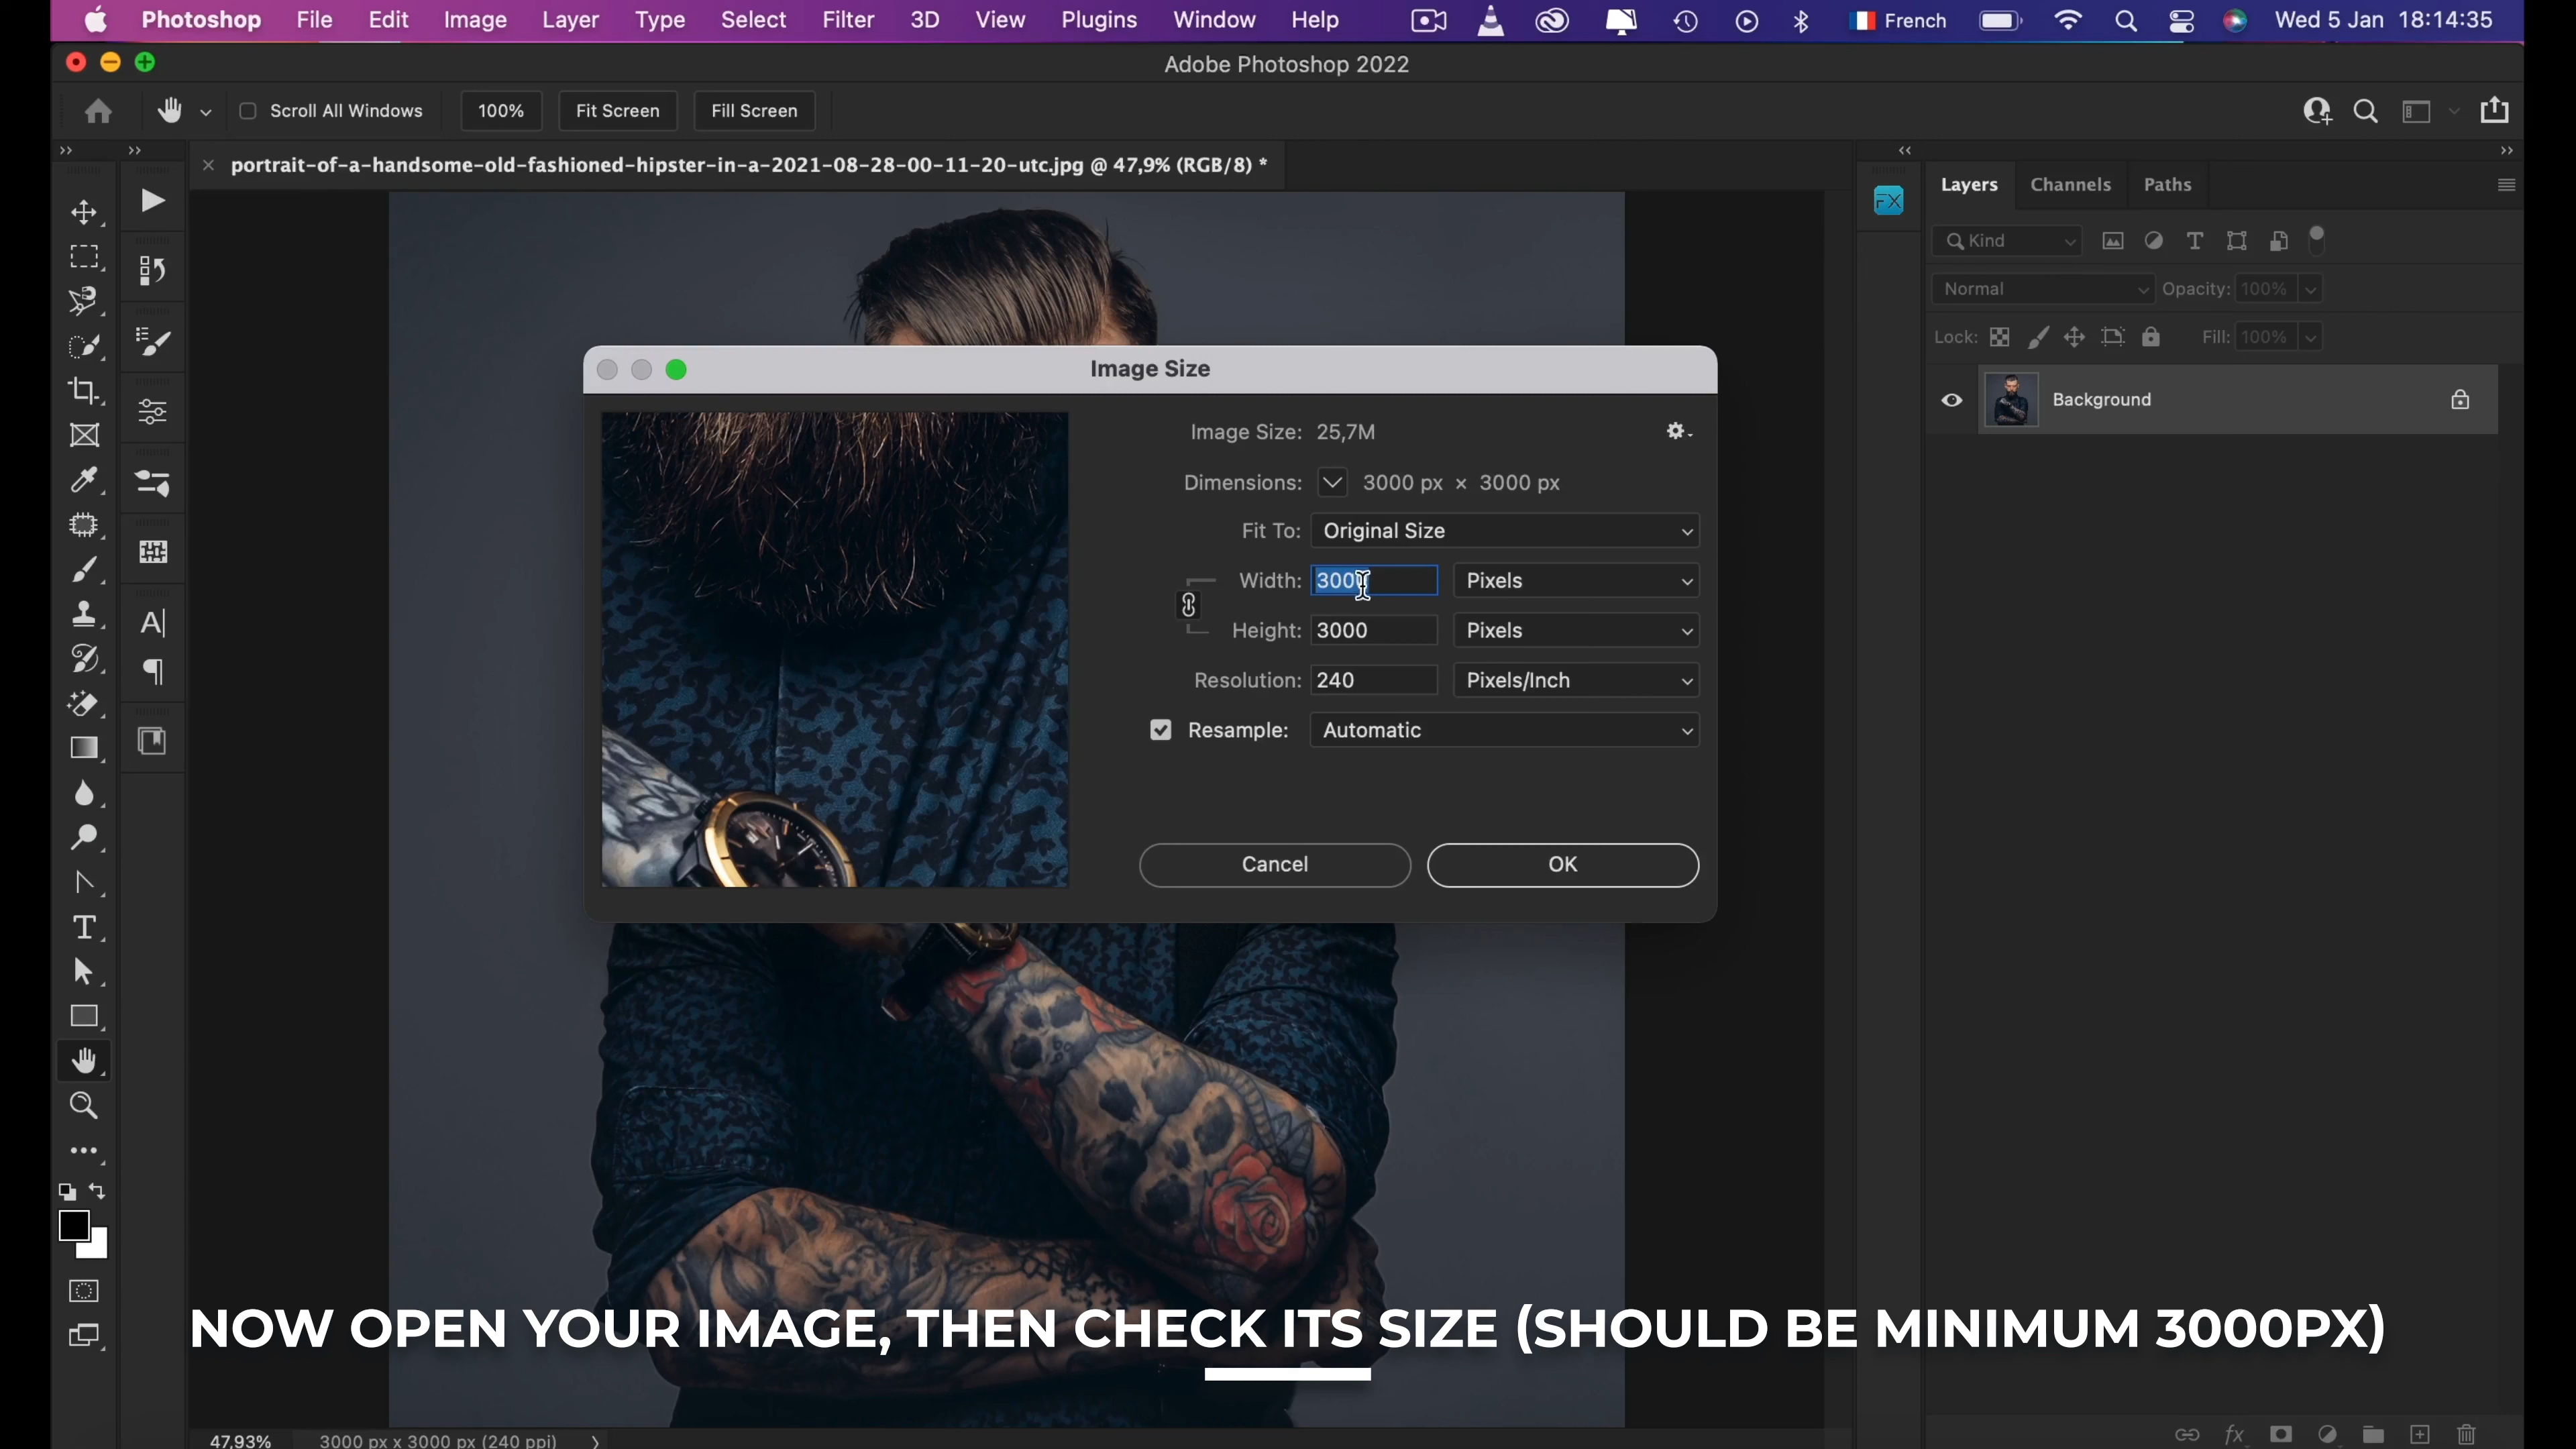 Photoshop File Edit Image Layer Type Select Filter 3D View Plugins Window Help French Wed 5 Jan 18:14:35
Adobe Photoshop 2022
Scroll All Windows 100% Fit Screen Fill Screen
portrait-of-a-handsome-old-fashioned-hipster-in-a-2021-08-28-00-11-20-utc.jpg @ 47,9% (RGB/8) *
FX
Layers Channels Paths
Kind
Normal Opacity: 100%
Lock: Fill: 100%
Background
Image Size
Image Size: 25,7M
Dimensions: 3000 px × 3000 px
Fit To: Original Size
Width: 3000 Pixels
Height: 3000 Pixels
Resolution: 240 Pixels/Inch
Resample: Automatic
Cancel OK
NOW OPEN YOUR IMAGE, THEN CHECK ITS SIZE (SHOULD BE MINIMUM 3000PX)
47,93% 3000 px x 3000 px (240 ppi)
fx